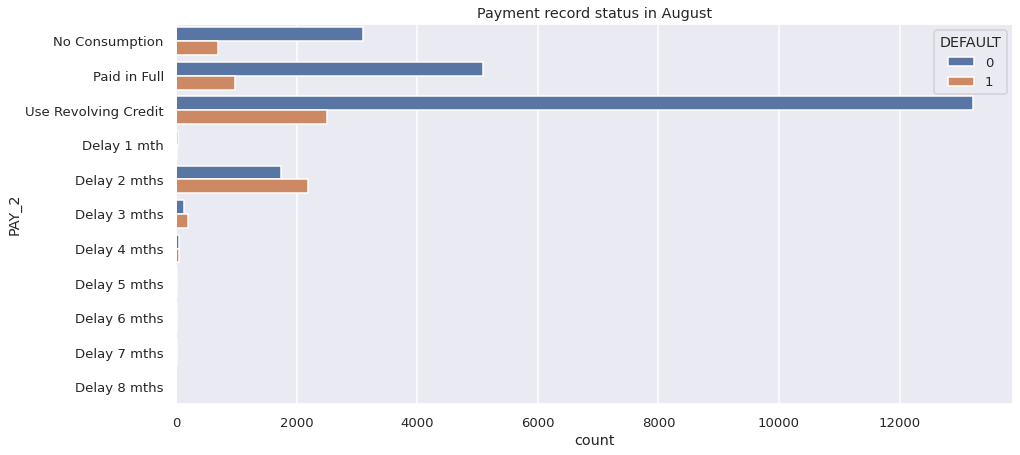 Payment record status in August
DEFAULT
0
1
PAY_2
No Consumption
Paid in Full
Use Revolving Credit
Delay 1 mth
Delay 2 mths
Delay 3 mths
Delay 4 mths
Delay 5 mths
Delay 6 mths
Delay 7 mths
Delay 8 mths
0 2000 4000 6000 8000 10000 12000
count